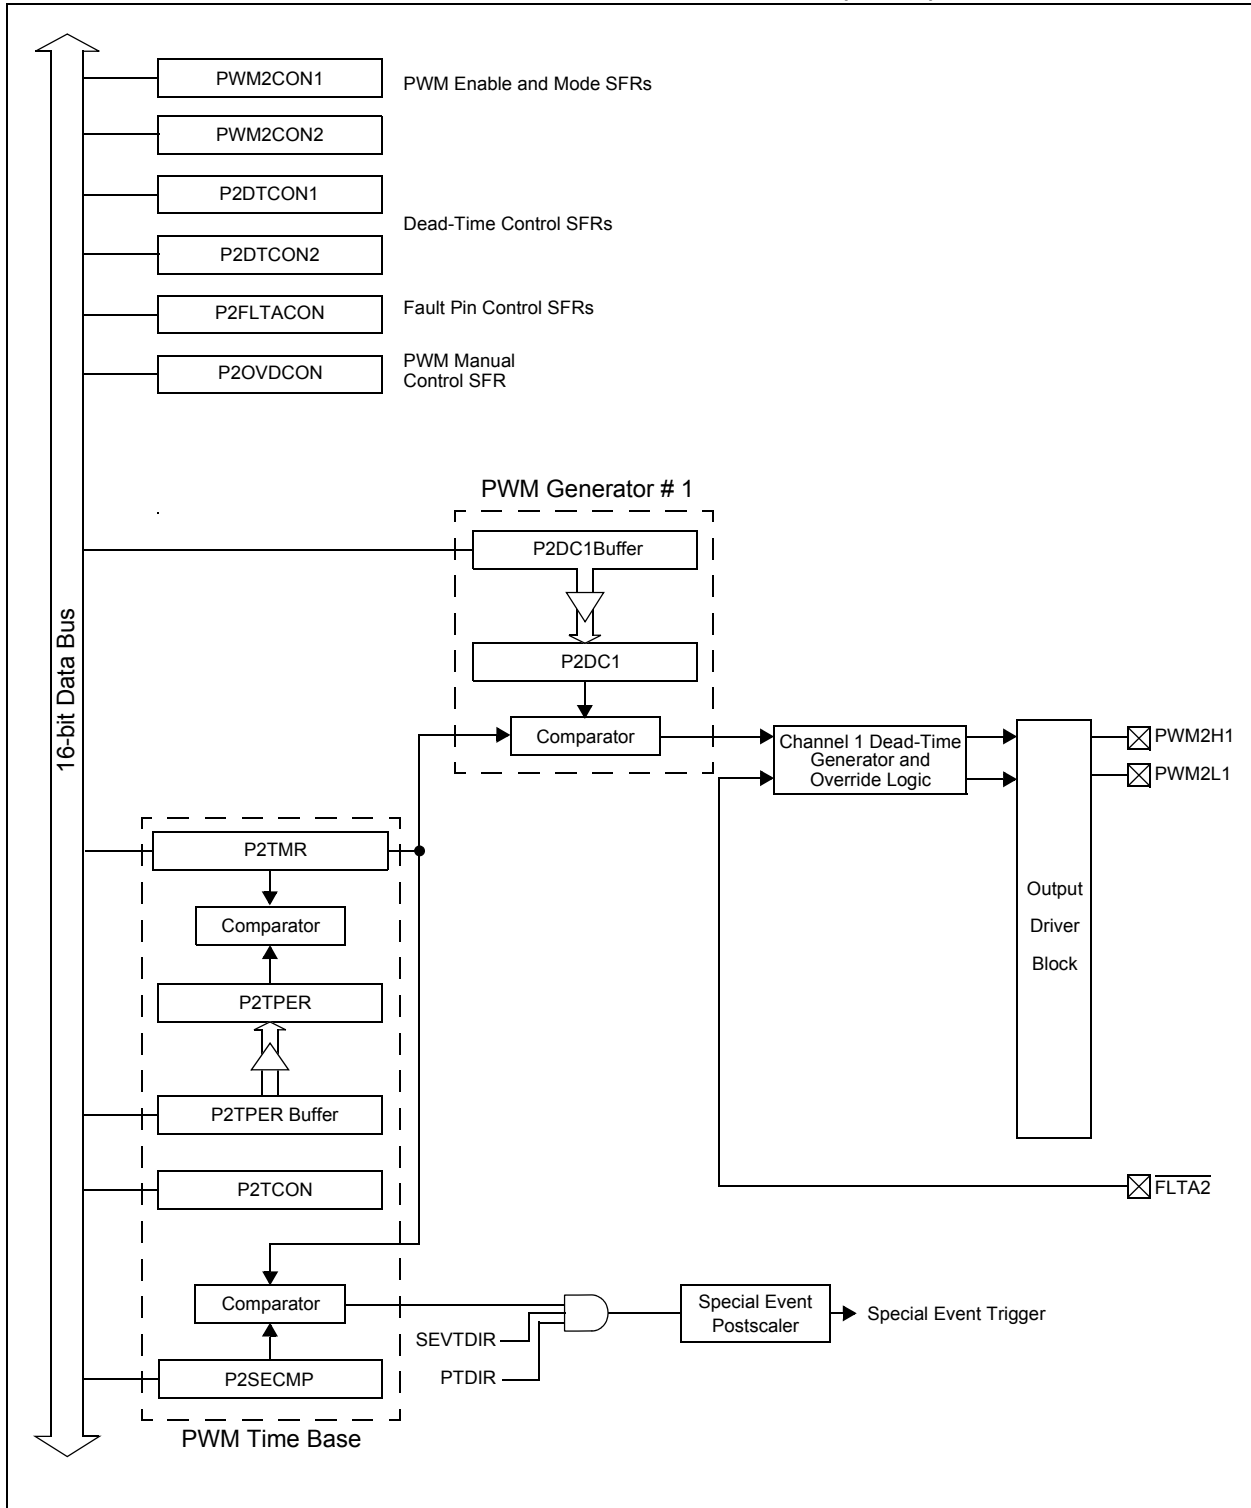 PWM2CON1
PWM Enable and Mode SFRs
PWM2CON2
P2DTCON1
Dead-Time Control SFRs
P2DTCON2
P2FLTACON
Fault Pin Control SFRs
P2OVDCON
PWM Manual
Control SFR
16-bit Data Bus
PWM Generator # 1
P2DC1Buffer
P2DC1
Comparator
Channel 1 Dead-Time
Generator and
Override Logic
PWM2H1
PWM2L1
P2TMR
Comparator
P2TPER
P2TPER Buffer
P2TCON
Output
Driver
Block
FLTA2
Comparator
P2SECMP
SEVTDIR
PTDIR
Special Event
Postscaler
Special Event Trigger
PWM Time Base